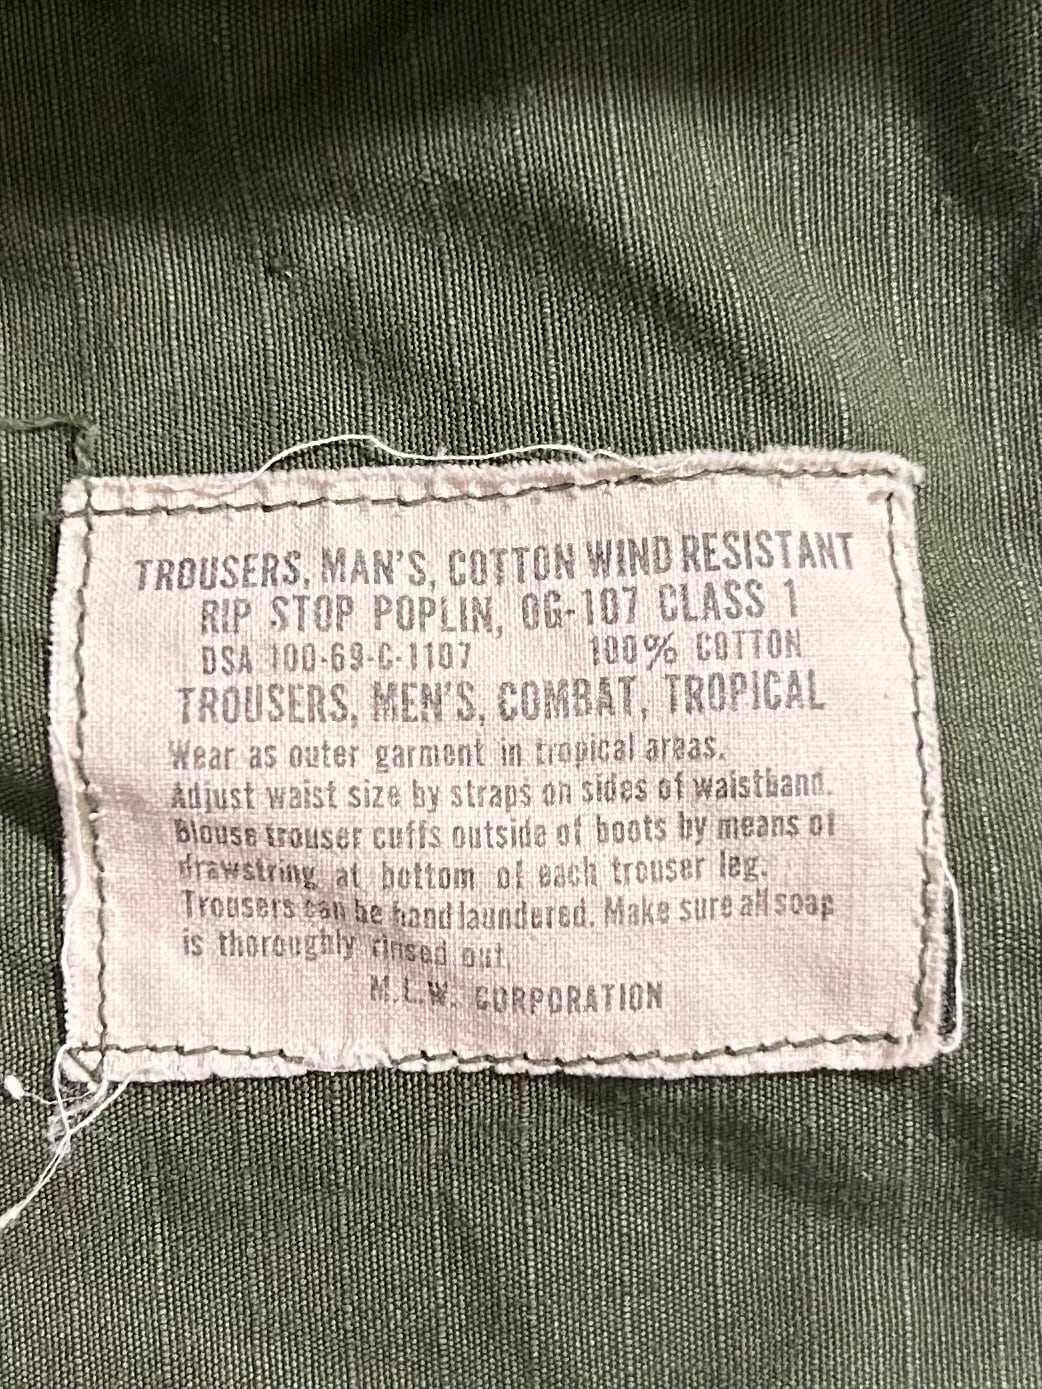 TROUSERS, MAN'S, COTTON WIND RESISTANT
RIP STOP POPLIN, OG-107 CLASS 1
DSA 100-69-C-1107 100% COTTON
TROUSERS, MEN'S, COMBAT, TROPICAL
Wear as outer garment in tropical areas.
Adjust waist size by straps on sides of waistband.
Blouse trouser cuffs outside of boots by means of
drawstring at bottom of each trouser leg.
Trousers can be hand laundered. Make sure all soap
is thoroughly rinsed out.
M.L.W. CORPORATION